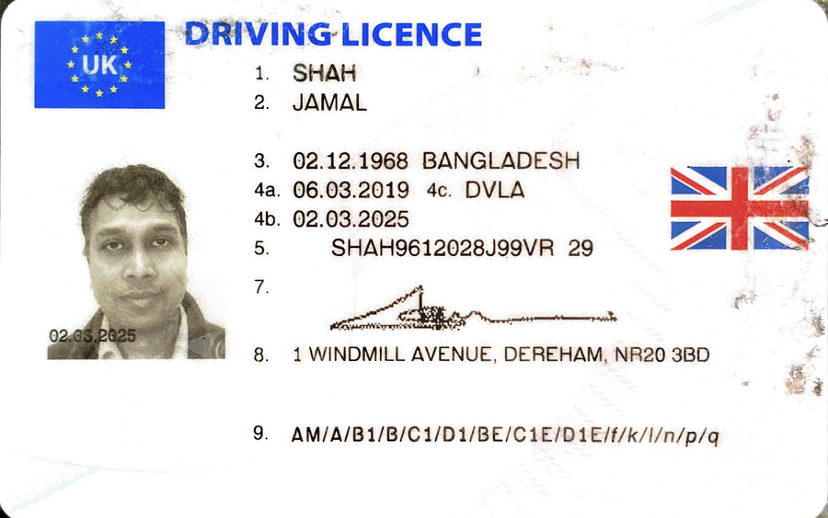 UK
DRIVING LICENCE
1. SHAH
2. JAMAL
3. 02.12.1968 BANGLADESH
4a. 06.03.2019 4c. DVLA
4b. 02.03.2025
5. SHAH9612028J99VR 29
7.
02.03.2025
8. 1 WINDMILL AVENUE, DEREHAM, NR20 3BD
9. AM/A/B1/B/C1/D1/BE/C1E/D1E/f/k/l/n/p/q